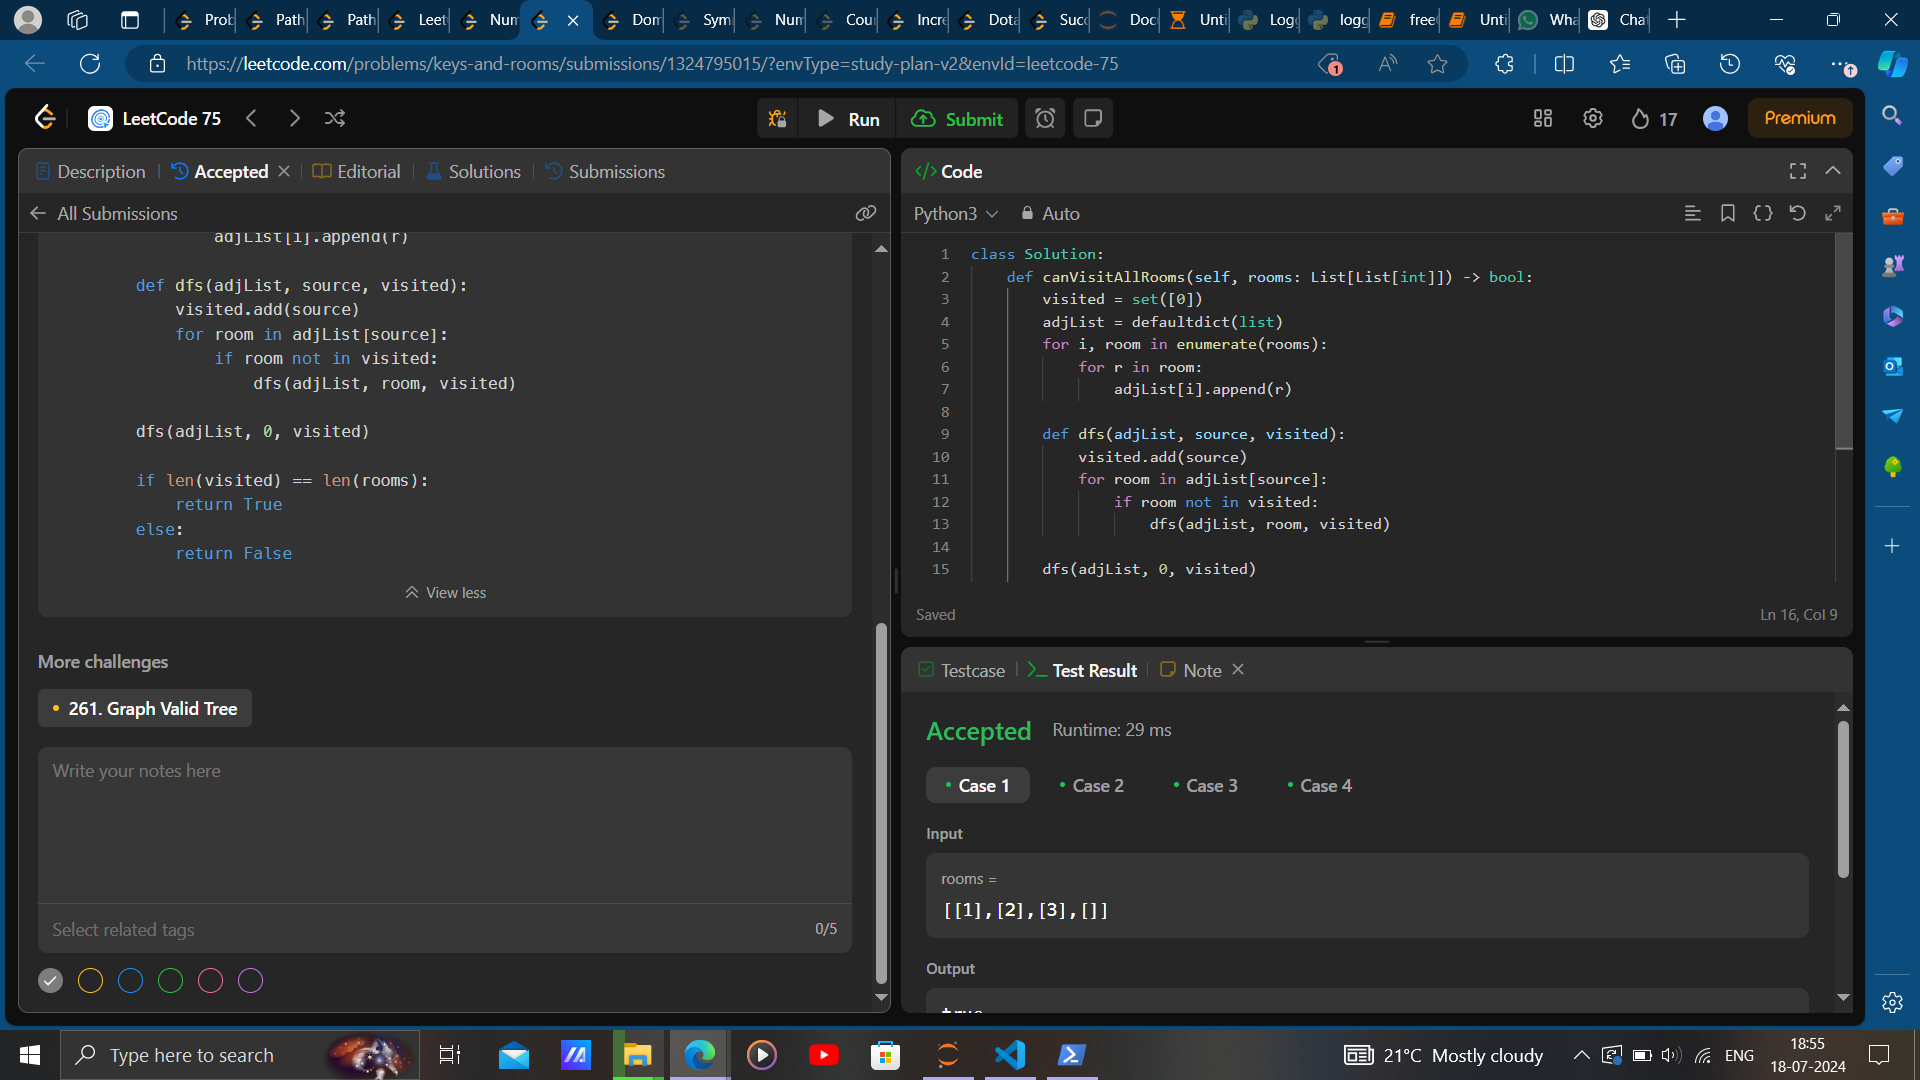 Prob
Path
Path
Leet
Num
Dom
Sym
Num
Cour
Incre
Dota
Succ
Doc
Unti
Logg
logg
free
Unti
Wha
Chat
https://leetcode.com/problems/keys-and-rooms/submissions/1324795015/?envType=study-plan-v2&envId=leetcode-75
1
LeetCode 75
Run
Submit
17
Premium
Description
Accepted
Editorial
Solutions
Submissions
All Submissions
adjList[i].append(r)
def dfs(adjList, source, visited):
visited.add(source)
for room in adjList[source]:
if room not in visited:
dfs(adjList, room, visited)
dfs(adjList, 0, visited)
if len(visited) == len(rooms):
return True
else:
return False
View less
More challenges
261. Graph Valid Tree
Write your notes here
Select related tags
0/5
Code
Python3
Auto
1 class Solution:
2 def canVisitAllRooms(self, rooms: List[List[int]]) -> bool:
3 visited = set([0])
4 adjList = defaultdict(list)
5 for i, room in enumerate(rooms):
6 for r in room:
7 adjList[i].append(r)
8
9 def dfs(adjList, source, visited):
10 visited.add(source)
11 for room in adjList[source]:
12 if room not in visited:
13 dfs(adjList, room, visited)
14
15 dfs(adjList, 0, visited)
Saved
Ln 16, Col 9
Testcase
Test Result
Note
Accepted
Runtime: 29 ms
Case 1
Case 2
Case 3
Case 4
Input
rooms =
[[1],[2],[3],[]]
Output
true
Type here to search
21°C Mostly cloudy
ENG
18:55
18-07-2024